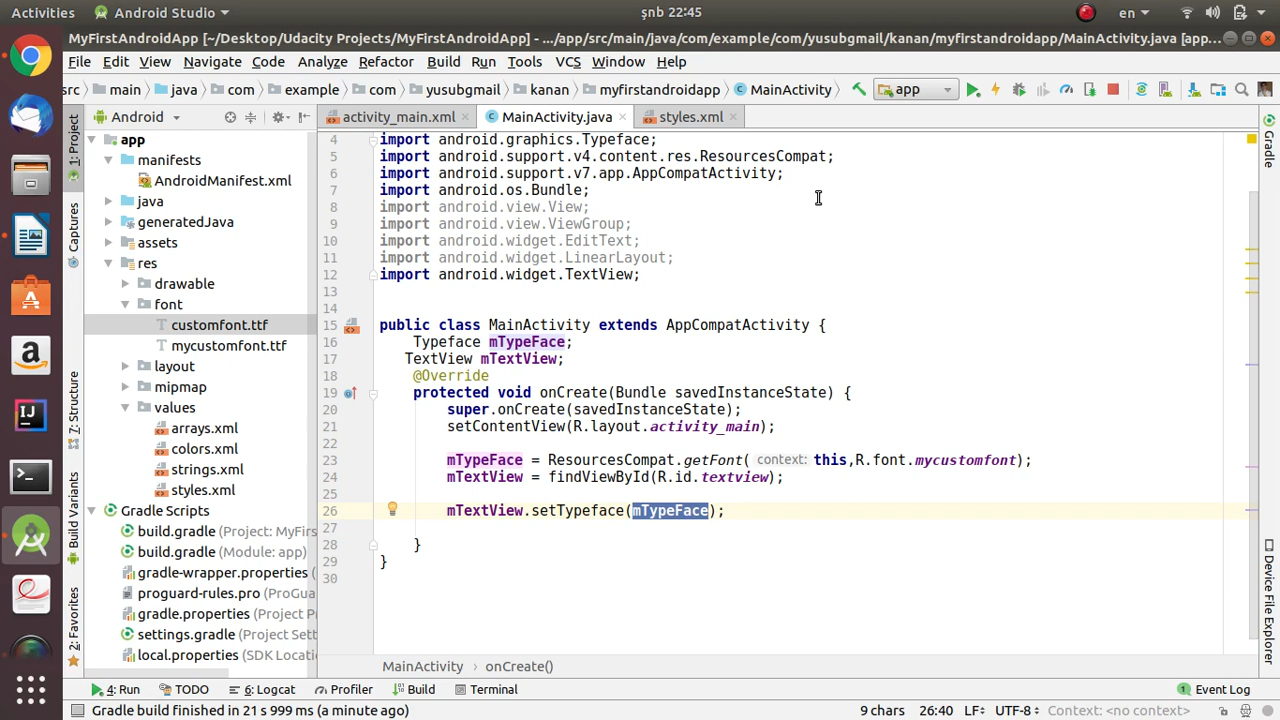 Activities
Android Studio
şnb 22:45
en
MyFirstAndroidApp [~/Desktop/Udacity Projects/MyFirstAndroidApp] - .../app/src/main/java/com/example/com/yusubgmail/kanan/myfirstandroidapp/MainActivity.java [app...
File Edit View Navigate Code Analyze Refactor Build Run Tools VCS Window Help
src main java com example com yusubgmail kanan myfirstandroidapp MainActivity app
1: Project
Captures
7: Structure
Build Variants
2: Favorites
Android
app
manifests
AndroidManifest.xml
java
generatedJava
assets
res
drawable
font
customfont.ttf
mycustomfont.ttf
layout
mipmap
values
arrays.xml
colors.xml
strings.xml
styles.xml
Gradle Scripts
build.gradle (Project: MyFirst
build.gradle (Module: app)
gradle-wrapper.properties (
proguard-rules.pro (ProGua
gradle.properties (Project P
settings.gradle (Project Sett
local.properties (SDK Locati
activity_main.xml MainActivity.java styles.xml
4 import android.graphics.Typeface;
5 import android.support.v4.content.res.ResourcesCompat;
6 import android.support.v7.app.AppCompatActivity;
7 import android.os.Bundle;
8 import android.view.View;
9 import android.view.ViewGroup;
10 import android.widget.EditText;
11 import android.widget.LinearLayout;
12 import android.widget.TextView;
13
14
15 public class MainActivity extends AppCompatActivity {
16 Typeface mTypeFace;
17 TextView mTextView;
18 @Override
19 protected void onCreate(Bundle savedInstanceState) {
20 super.onCreate(savedInstanceState);
21 setContentView(R.layout.activity_main);
22
23 mTypeFace = ResourcesCompat.getFont( context: this,R.font.mycustomfont);
24 mTextView = findViewById(R.id.textview);
25
26 mTextView.setTypeface(mTypeFace);
27
28 }
29 }
30
MainActivity onCreate()
Gradle
Device File Explorer
4: Run TODO 6: Logcat Profiler Build Terminal 1 Event Log
Gradle build finished in 21 s 999 ms (a minute ago) 9 chars 26:40 LF UTF-8 Context: <no context>